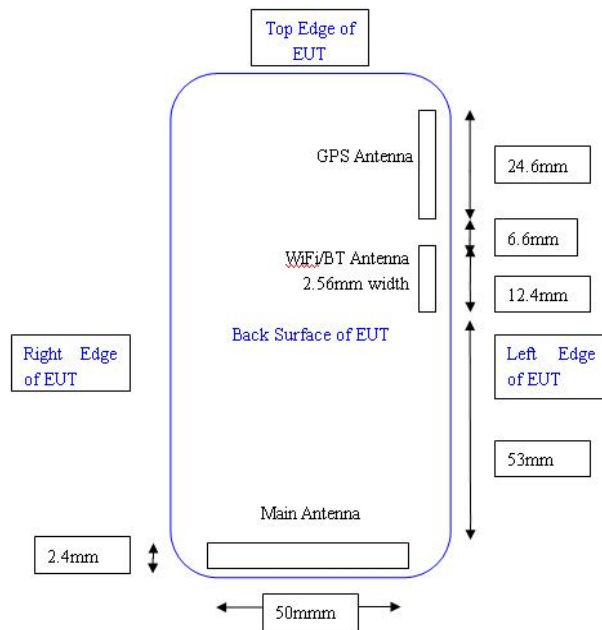 Top Edge of
EUT
GPS Antenna
24.6mm
6.6mm
WiFi/BT Antenna
2.56mm width
12.4mm
Back Surface of EUT
Right Edge
of EUT
Left Edge
of EUT
53mm
Main Antenna
2.4mm
50mmm